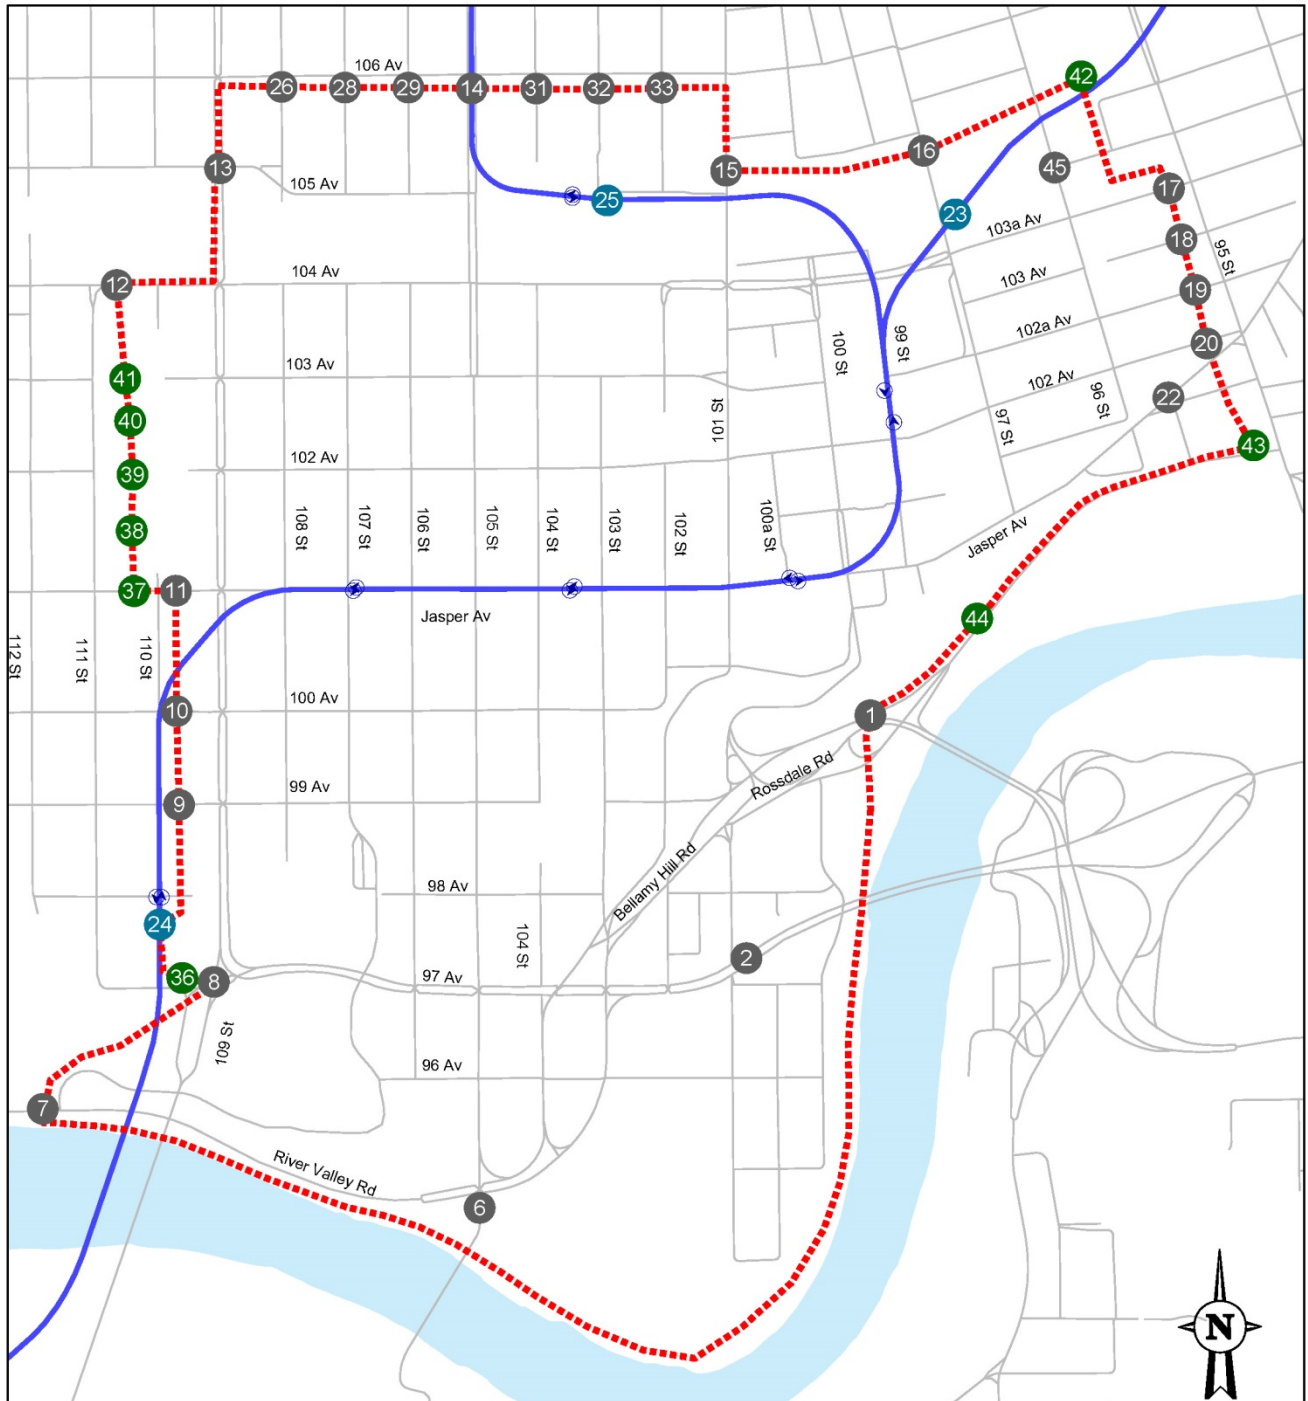 106 Av
42
26
28
29
14
31
32
33
16
13
15
45
105 Av
25
17
23
103a Av
18
95 St
104 Av
12
103 Av
19
102a Av
99 St
100 St
20
103 Av
41
102 Av
96 St
22
101 St
40
97 St
43
102 Av
39
108 St
107 St
106 St
105 St
104 St
103 St
102 St
100a St
38
Jasper Av
37
11
Jasper Av
44
112 St
111 St
110 St
100 Av
10
1
Rossdale Rd
99 Av
9
98 Av
Bellamy Hill Rd
24
104 St
2
36
8
97 Av
109 St
96 Av
7
River Valley Rd
6
N